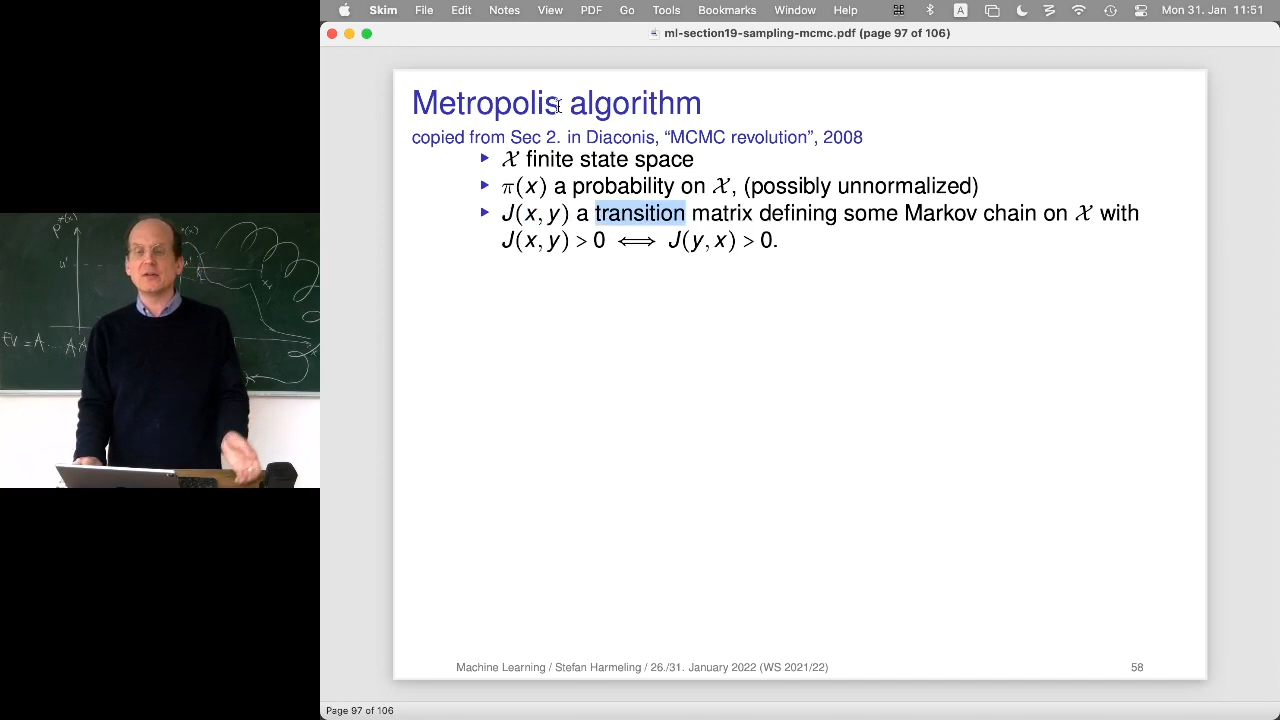 Skim File Edit Notes View PDF Go Tools Bookmarks Window Help Mon 31. Jan 11:51
ml-section19-sampling-mcmc.pdf (page 97 of 106)
Metropolis algorithm
copied from Sec 2. in Diaconis, “MCMC revolution”, 2008
▶ 𝒳 finite state space
▶ π(x) a probability on 𝒳, (possibly unnormalized)
▶ J(x, y) a transition matrix defining some Markov chain on 𝒳 with
J(x, y) > 0 ⟺ J(y, x) > 0.
Machine Learning / Stefan Harmeling / 26./31. January 2022 (WS 2021/22) 58
Page 97 of 106